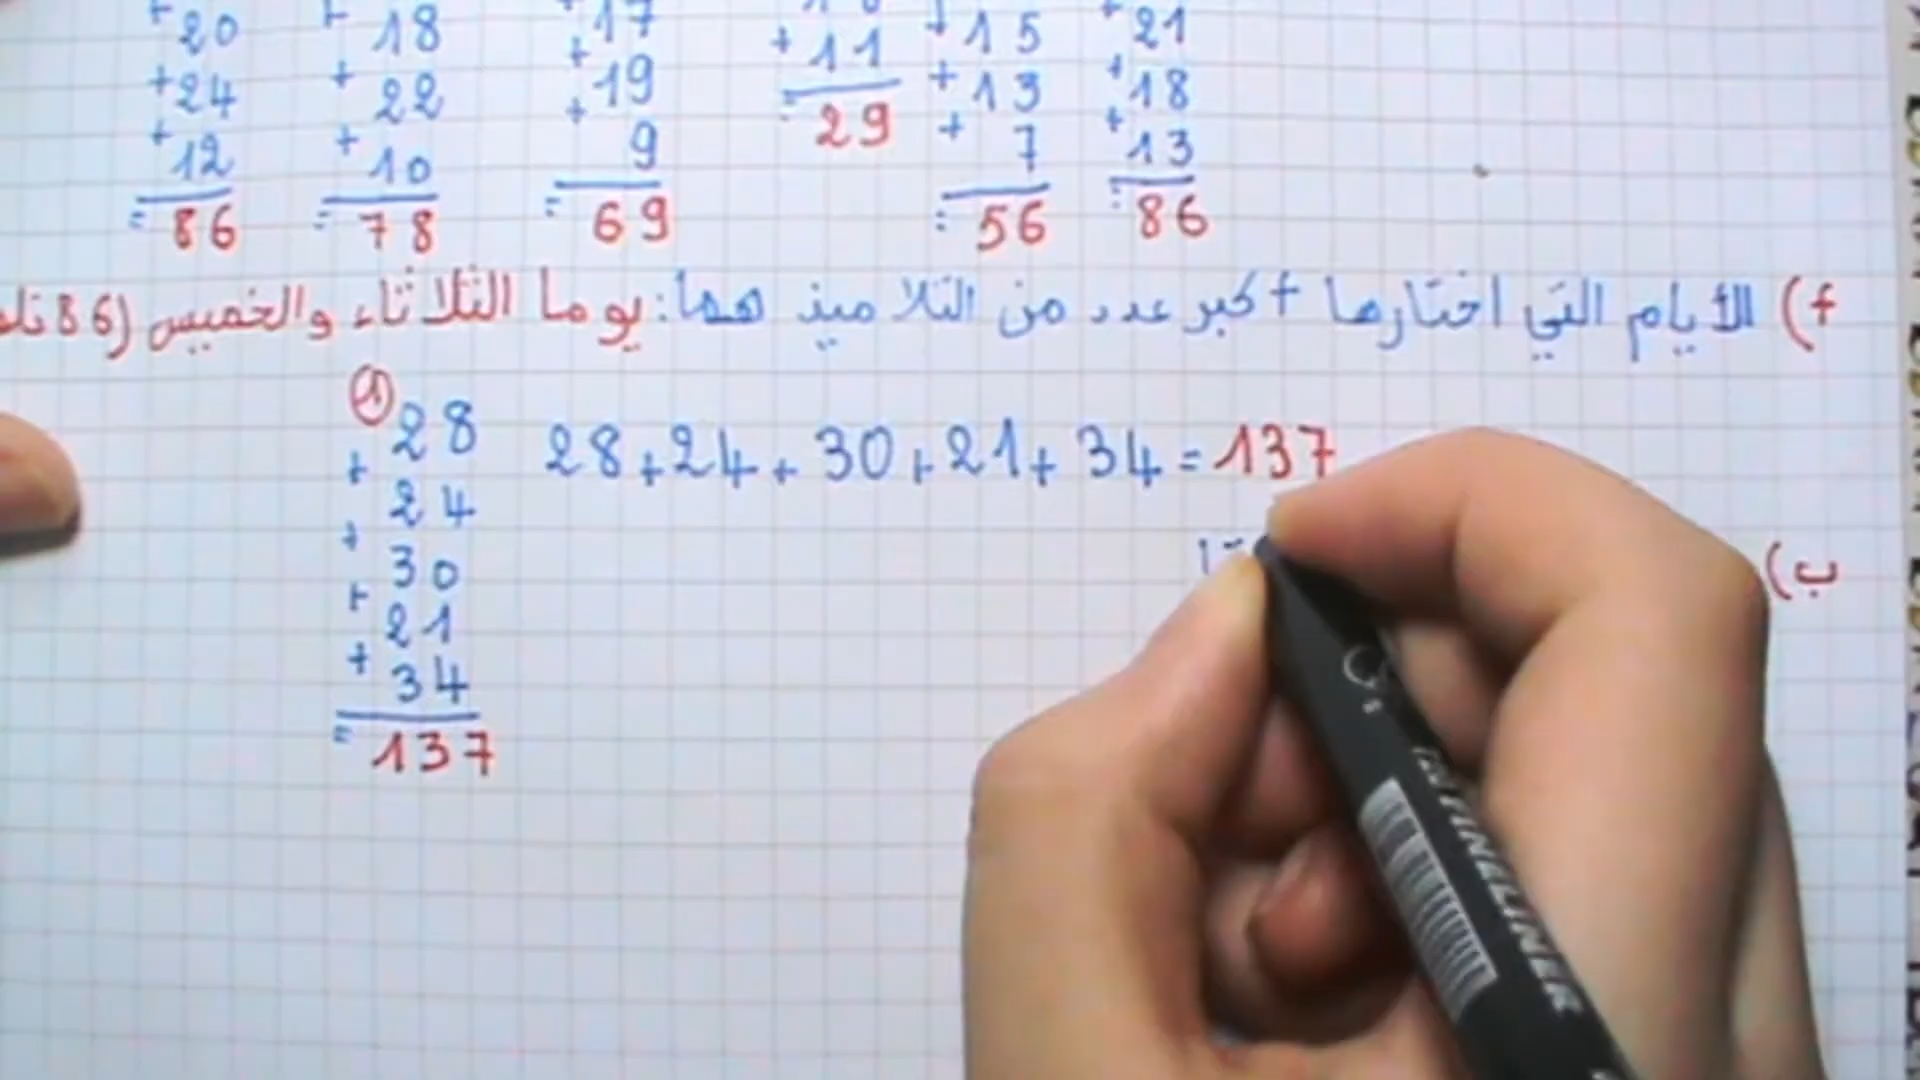 +20 +18 +17 +15 +21
+24 +22 +19 +11 +13 +18
+12 +10 +9 =29 +7 +13
=86 =78 =69 =56 =86
أ) الأيام التي اختارها أكبر عدد من التلاميذ هما: يوما الثلاثاء والخميس (86
1
28
28+24+30+21+34=137
+24
+30
ب)
+21
+34
=137
FINELINER